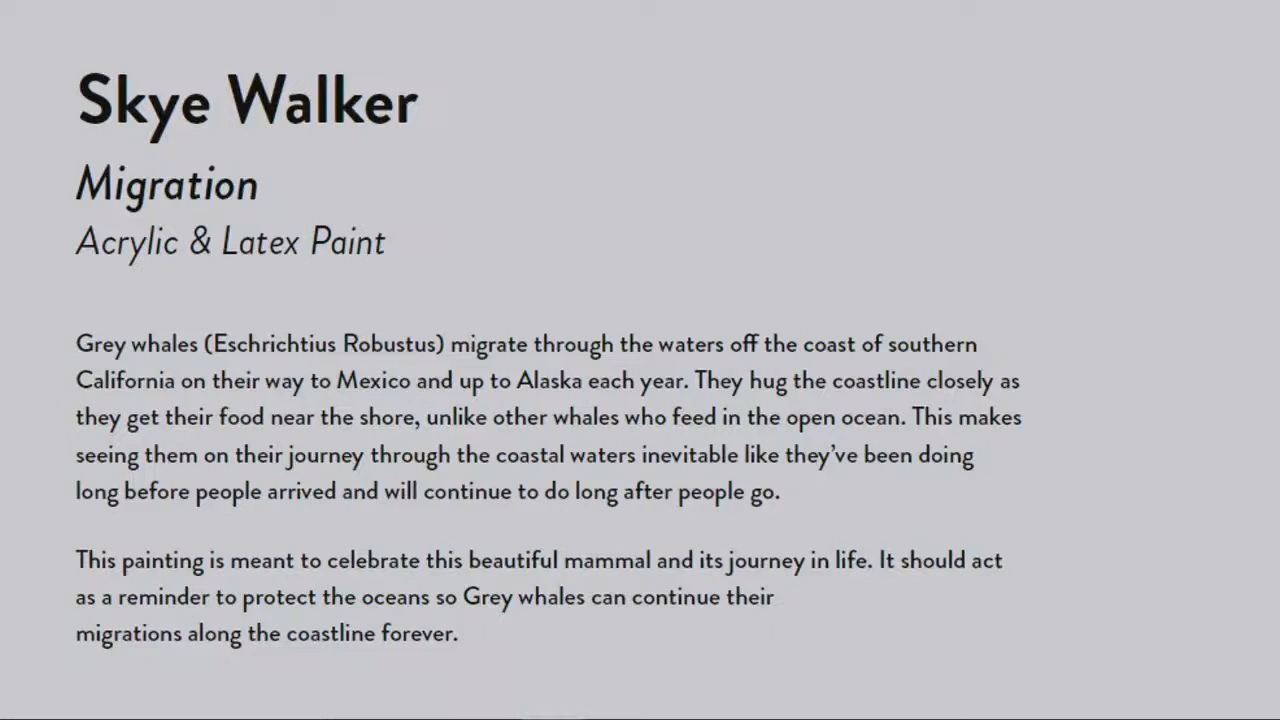 Skye Walker
Migration
Acrylic & Latex Paint
Grey whales (Eschrichtius Robustus) migrate through the waters off the coast of southern
California on their way to Mexico and up to Alaska each year. They hug the coastline closely as
they get their food near the shore, unlike other whales who feed in the open ocean. This makes
seeing them on their journey through the coastal waters inevitable like they’ve been doing
long before people arrived and will continue to do long after people go.
This painting is meant to celebrate this beautiful mammal and its journey in life. It should act
as a reminder to protect the oceans so Grey whales can continue their
migrations along the coastline forever.